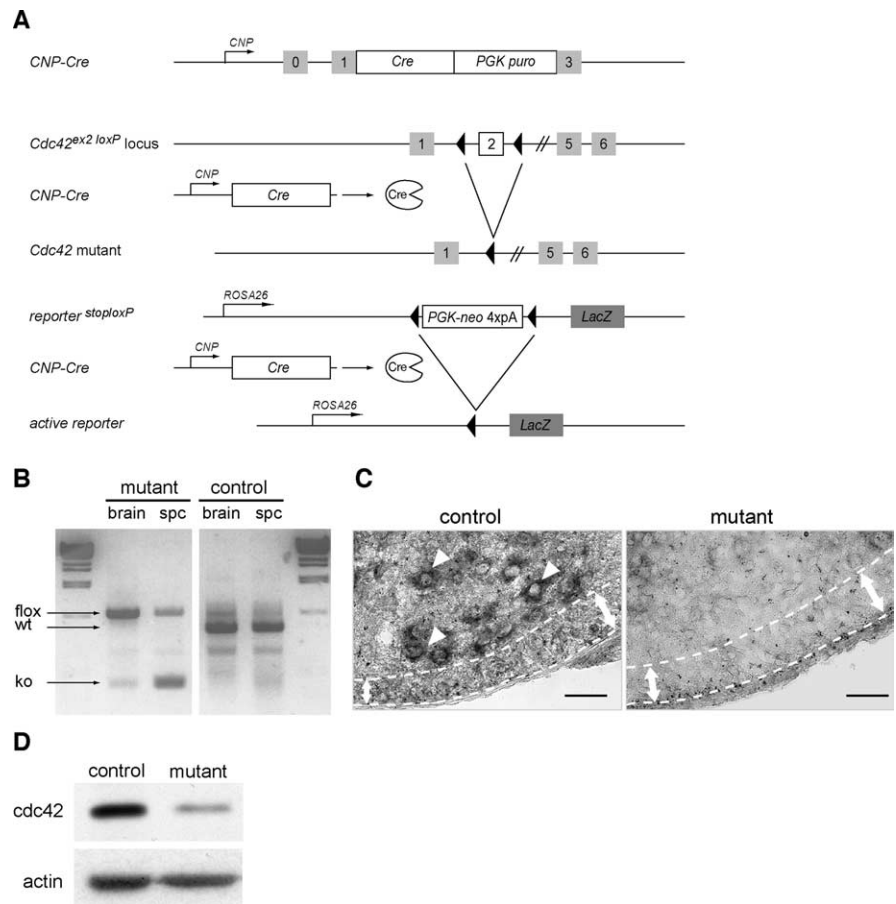 A
CNP-Cre
CNP
0 1 Cre PGK puro 3
Cdc42ex2 loxP locus
1 2 // 5 6
CNP-Cre
CNP
Cre Cre
Cdc42 mutant
1 // 5 6
reporter stoploxP
ROSA26
PGK-neo 4xpA LacZ
CNP-Cre
CNP
Cre Cre
active reporter
ROSA26
LacZ
B
mutant control
brain spc brain spc
flox
wt
ko
C
control mutant
D
control mutant
cdc42
actin